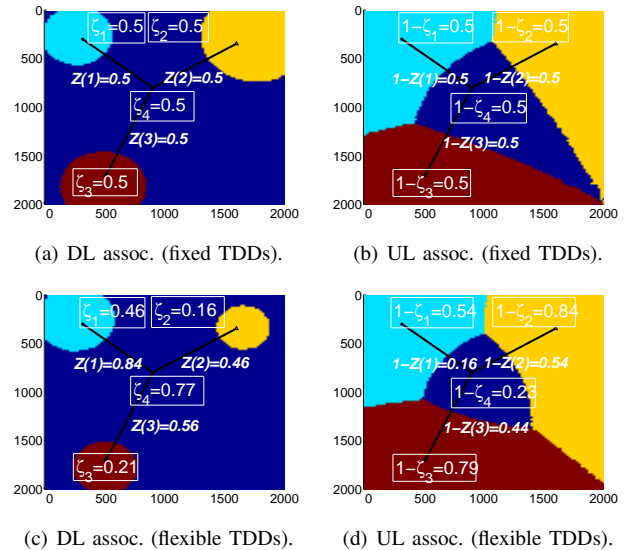 0
500
1000
1500
2000
0 500 1000 1500 2000
ζ₁=0.5
ζ₂=0.5
Z(1)=0.5
Z(2)=0.5
ζ₄=0.5
Z(3)=0.5
ζ₃=0.5
(a) DL assoc. (fixed TDDs).
0
500
1000
1500
2000
0 500 1000 1500 2000
1−ζ₁=0.5
1−ζ₂=0.5
1−Z(1)=0.5
1−Z(2)=0.5
1−ζ₄=0.5
1−Z(3)=0.5
1−ζ₃=0.5
(b) UL assoc. (fixed TDDs).
0
500
1000
1500
2000
0 500 1000 1500 2000
ζ₁=0.46
ζ₂=0.16
Z(1)=0.84
Z(2)=0.46
ζ₄=0.77
Z(3)=0.56
ζ₃=0.21
(c) DL assoc. (flexible TDDs).
0
500
1000
1500
2000
0 500 1000 1500 2000
1−ζ₁=0.54
1−ζ₂=0.84
1−Z(1)=0.16
1−Z(2)=0.54
1−ζ₄=0.23
1−Z(3)=0.44
1−ζ₃=0.79
(d) UL assoc. (flexible TDDs).